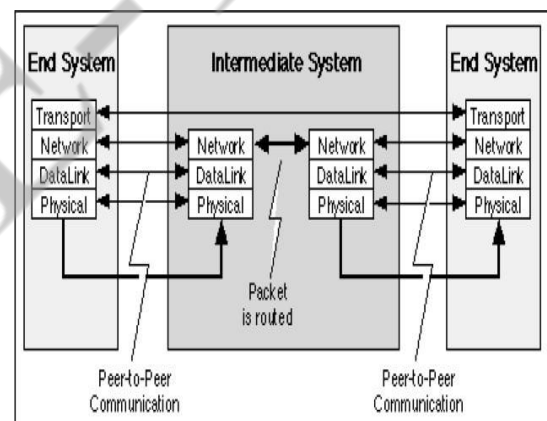 End System
Intermediate System
End System
Transport
Network
DataLink
Physical
Network
DataLink
Physical
Network
DataLink
Physical
Transport
Network
DataLink
Physical
Packet
is routed
Peer-to-Peer
Communication
Peer-to-Peer
Communication